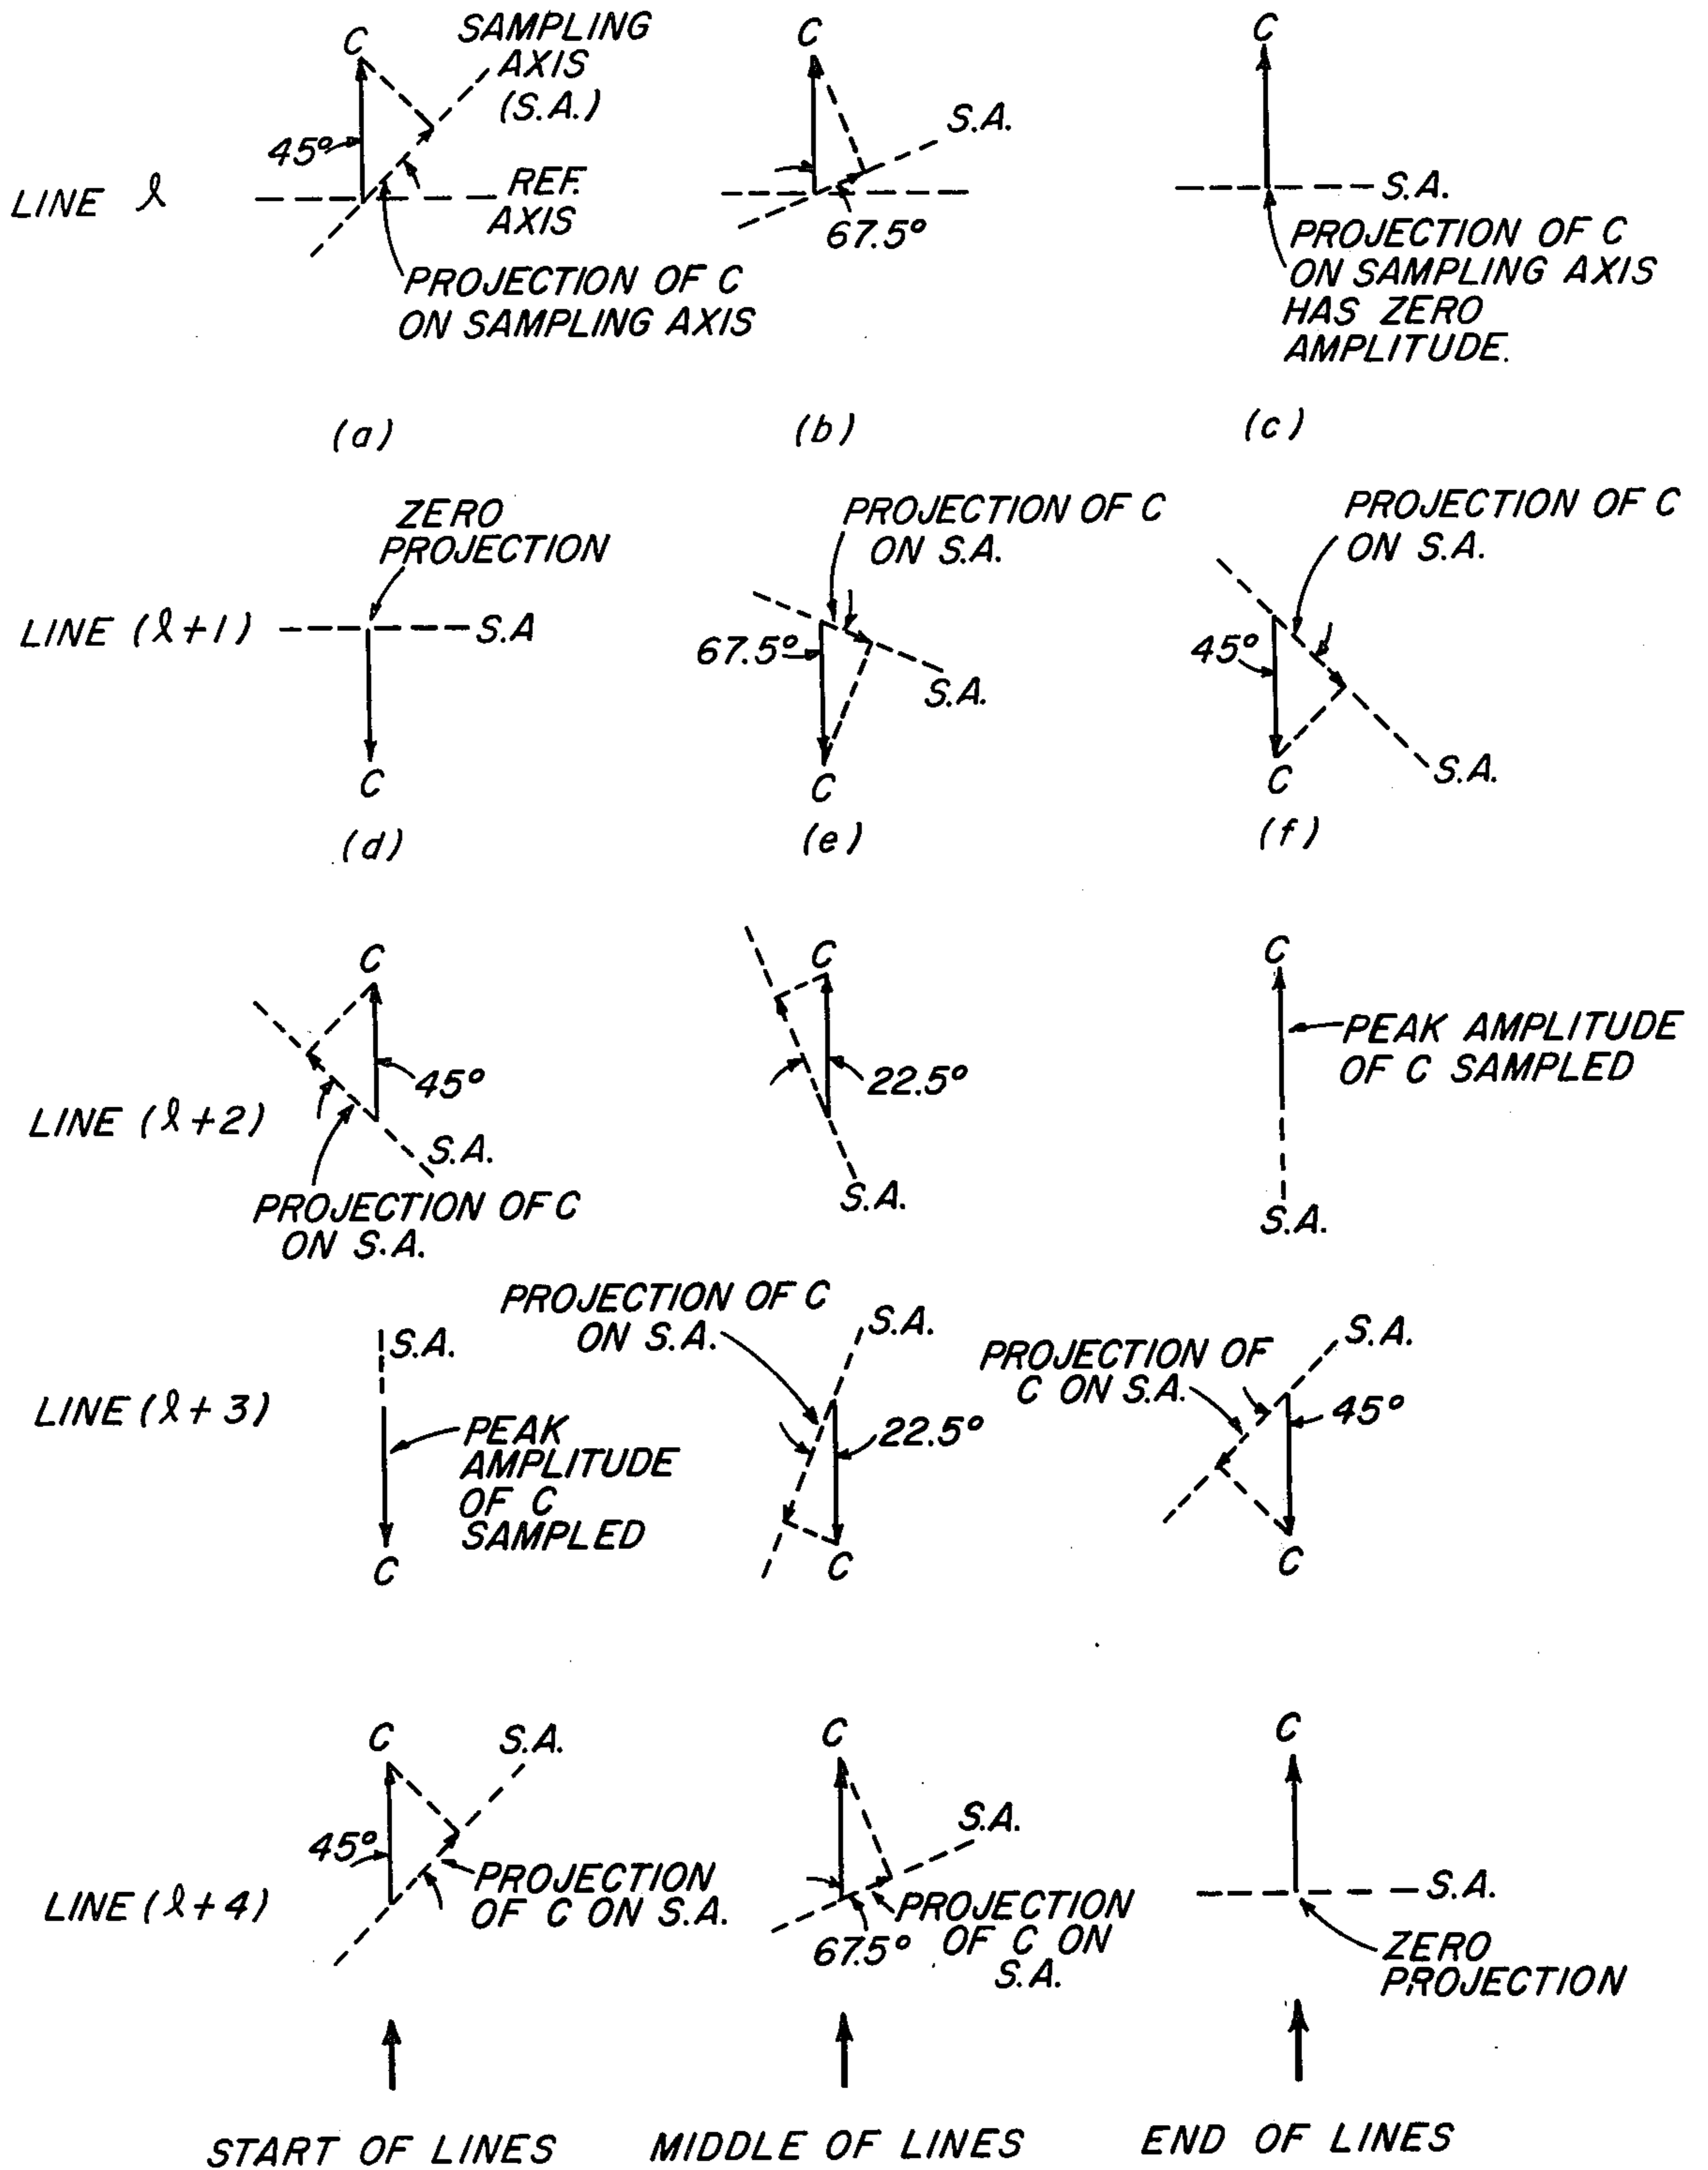 C
SAMPLING
AXIS
(S.A.)
45°
LINE ℓ
REF.
AXIS
PROJECTION OF C
ON SAMPLING AXIS
(a)
C
S.A.
67.5°
(b)
C
S.A.
PROJECTION OF C
ON SAMPLING AXIS
HAS ZERO
AMPLITUDE.
(c)
ZERO
PROJECTION
LINE (ℓ+1)
S.A
C
(d)
PROJECTION OF C
ON S.A.
67.5°
S.A.
C
(e)
PROJECTION OF C
ON S.A.
45°
S.A.
C
(f)
C
45°
LINE (ℓ+2)
S.A.
PROJECTION OF C
ON S.A.
C
22.5°
S.A.
C
PEAK AMPLITUDE
OF C SAMPLED
S.A.
S.A.
LINE (ℓ+3)
PEAK
AMPLITUDE
OF C
SAMPLED
C
PROJECTION OF C
ON S.A.
S.A.
22.5°
C
PROJECTION OF
C ON S.A.
S.A.
45°
C
C
S.A.
45°
LINE (ℓ+4)
PROJECTION
OF C ON S.A.
C
S.A.
67.5°
PROJECTION
OF C ON
S.A.
C
S.A.
ZERO
PROJECTION
START OF LINES
MIDDLE OF LINES
END OF LINES